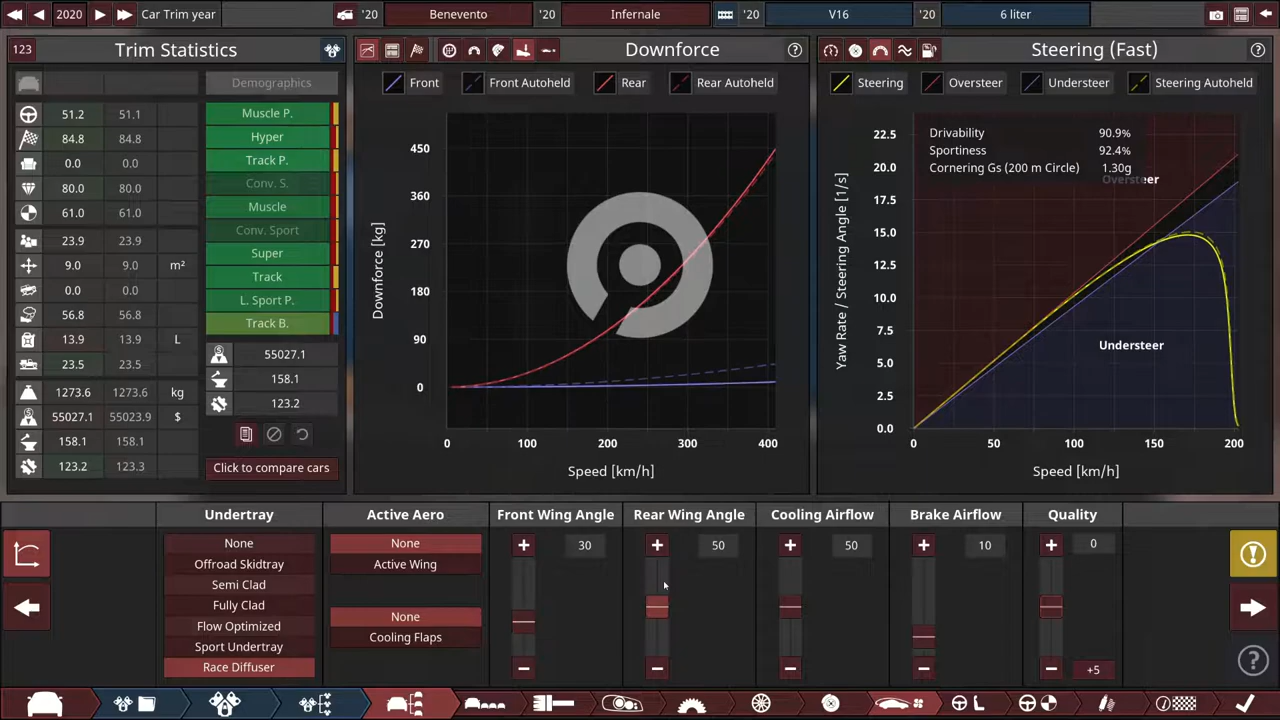 2020 Car Trim year '20 Benevento '20 Infernale '20 V16 '20 6 liter
123 Trim Statistics
Demographics
51.2 51.1 Muscle P.
84.8 84.8 Hyper
0.0 0.0 Track P.
80.0 80.0 Conv. S.
61.0 61.0 Muscle
23.9 23.9 Conv. Sport
9.0 9.0 m² Super
0.0 0.0 Track
56.8 56.8 L. Sport P.
13.9 13.9 L Track B.
23.5 23.5 55027.1
1273.6 1273.6 kg 158.1
55027.1 55023.9 $ 123.2
158.1 158.1
123.2 123.3 Click to compare cars
Downforce ?
Front Front Autoheld Rear Rear Autoheld
450
360
270
180
90
0
Downforce [kg]
0 100 200 300 400
Speed [km/h]
Steering (Fast) ?
Steering Oversteer Understeer Steering Autoheld
Drivability 90.9%
Sportiness 92.4%
Cornering Gs (200 m Circle) 1.30g
Oversteer
Understeer
22.5
20.0
17.5
15.0
12.5
10.0
7.5
5.0
2.5
0.0
Yaw Rate / Steering Angle [1/s]
0 50 100 150 200
Speed [km/h]
Undertray
None
Offroad Skidtray
Semi Clad
Fully Clad
Flow Optimized
Sport Undertray
Race Diffuser
Active Aero
None
Active Wing
None
Cooling Flaps
Front Wing Angle
+ 30
−
Rear Wing Angle
+ 50
−
Cooling Airflow
+ 50
−
Brake Airflow
+ 10
−
Quality
+ 0
− +5
!
?